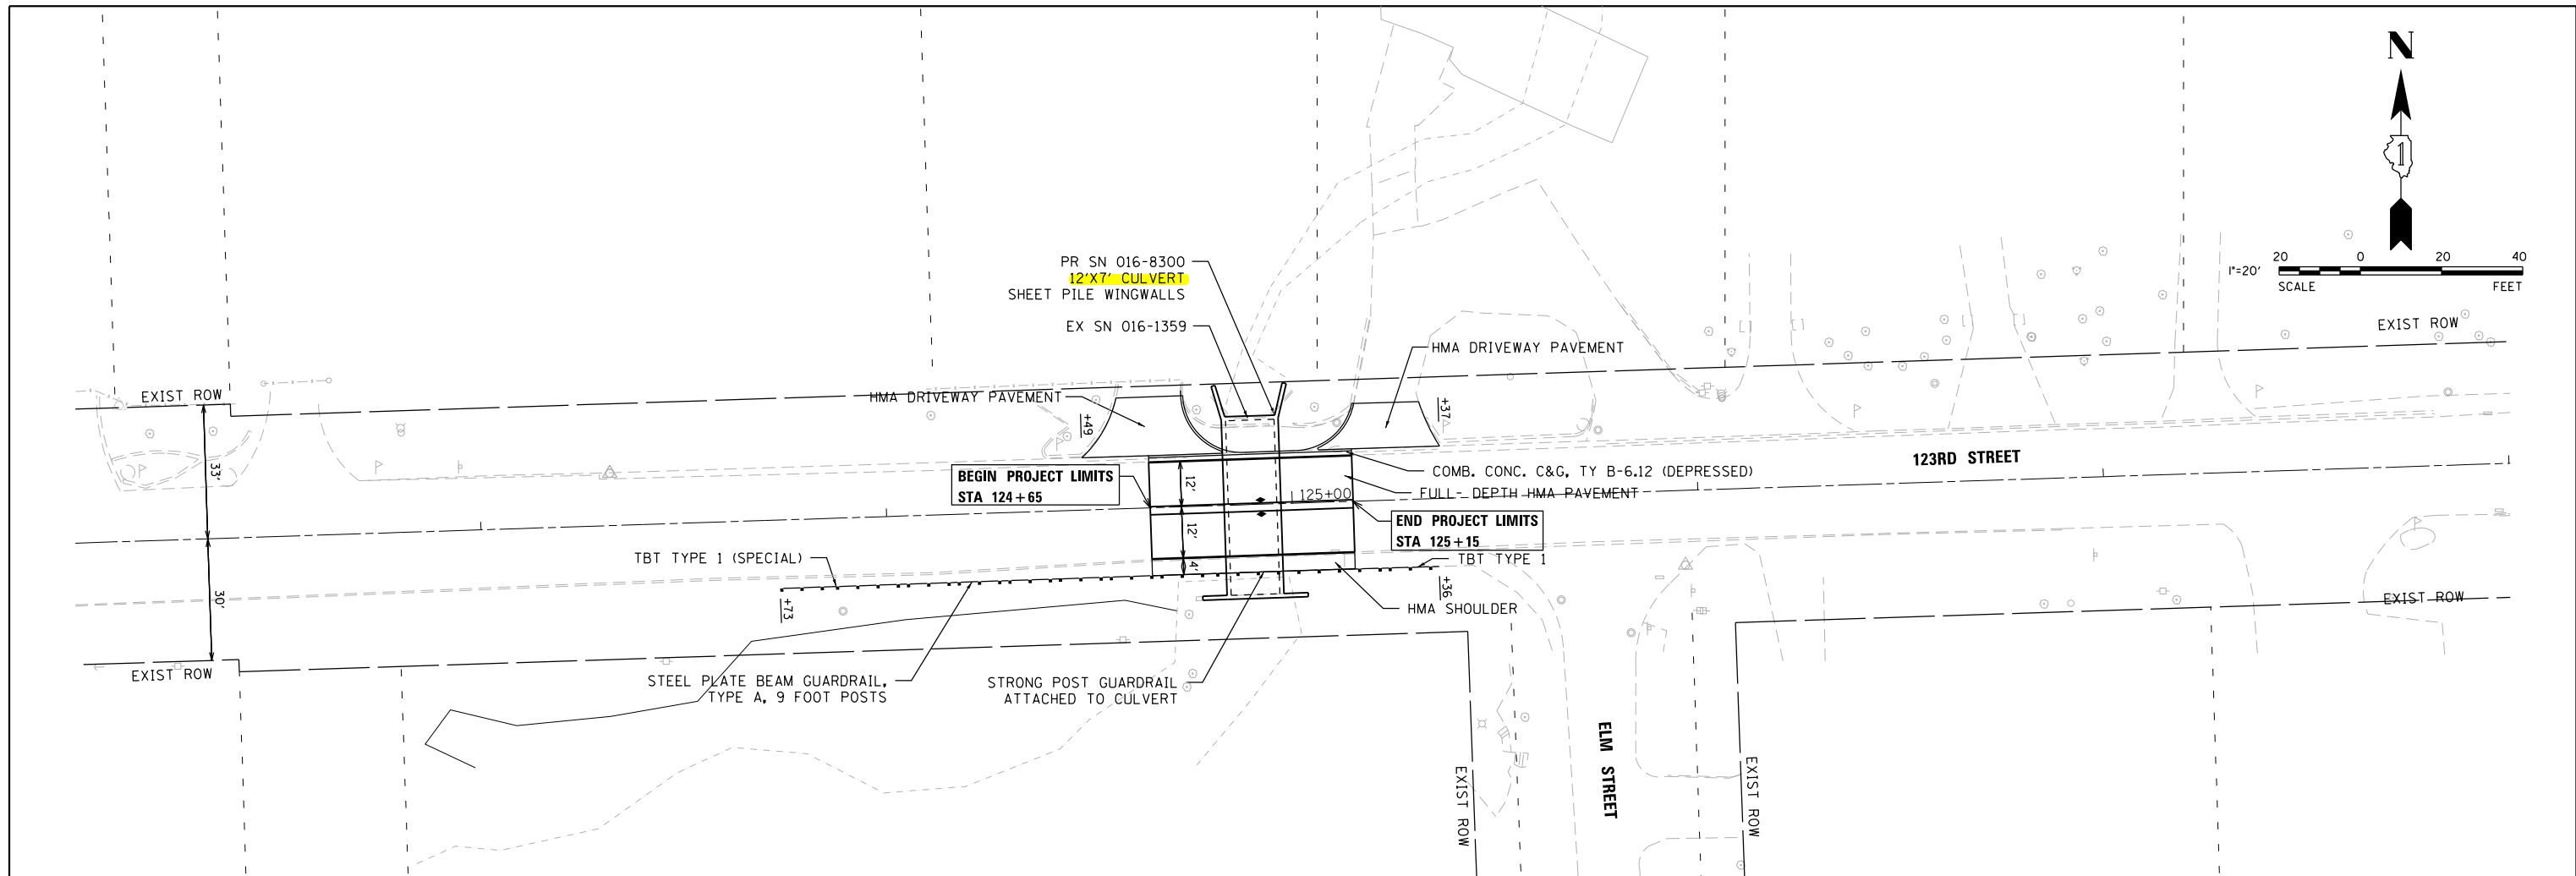 N
1
20 0 20 40
1"=20'
SCALE FEET
PR SN 016-8300
12'X7' CULVERT
SHEET PILE WINGWALLS
EX SN 016-1359
EXIST ROW
HMA DRIVEWAY PAVEMENT
EXIST ROW
HMA DRIVEWAY PAVEMENT
+49
+37
33'
BEGIN PROJECT LIMITS
STA 124+65
12'
COMB. CONC. C&G, TY B-6.12 (DEPRESSED)
123RD STREET
125+00
FULL- DEPTH HMA PAVEMENT
12'
END PROJECT LIMITS
STA 125+15
TBT TYPE 1 (SPECIAL)
4'
TBT TYPE 1
30'
+73
+36
HMA SHOULDER
EXIST ROW
EXIST ROW
STEEL PLATE BEAM GUARDRAIL,
TYPE A, 9 FOOT POSTS
STRONG POST GUARDRAIL
ATTACHED TO CULVERT
ELM STREET
EXIST ROW
EXIST ROW